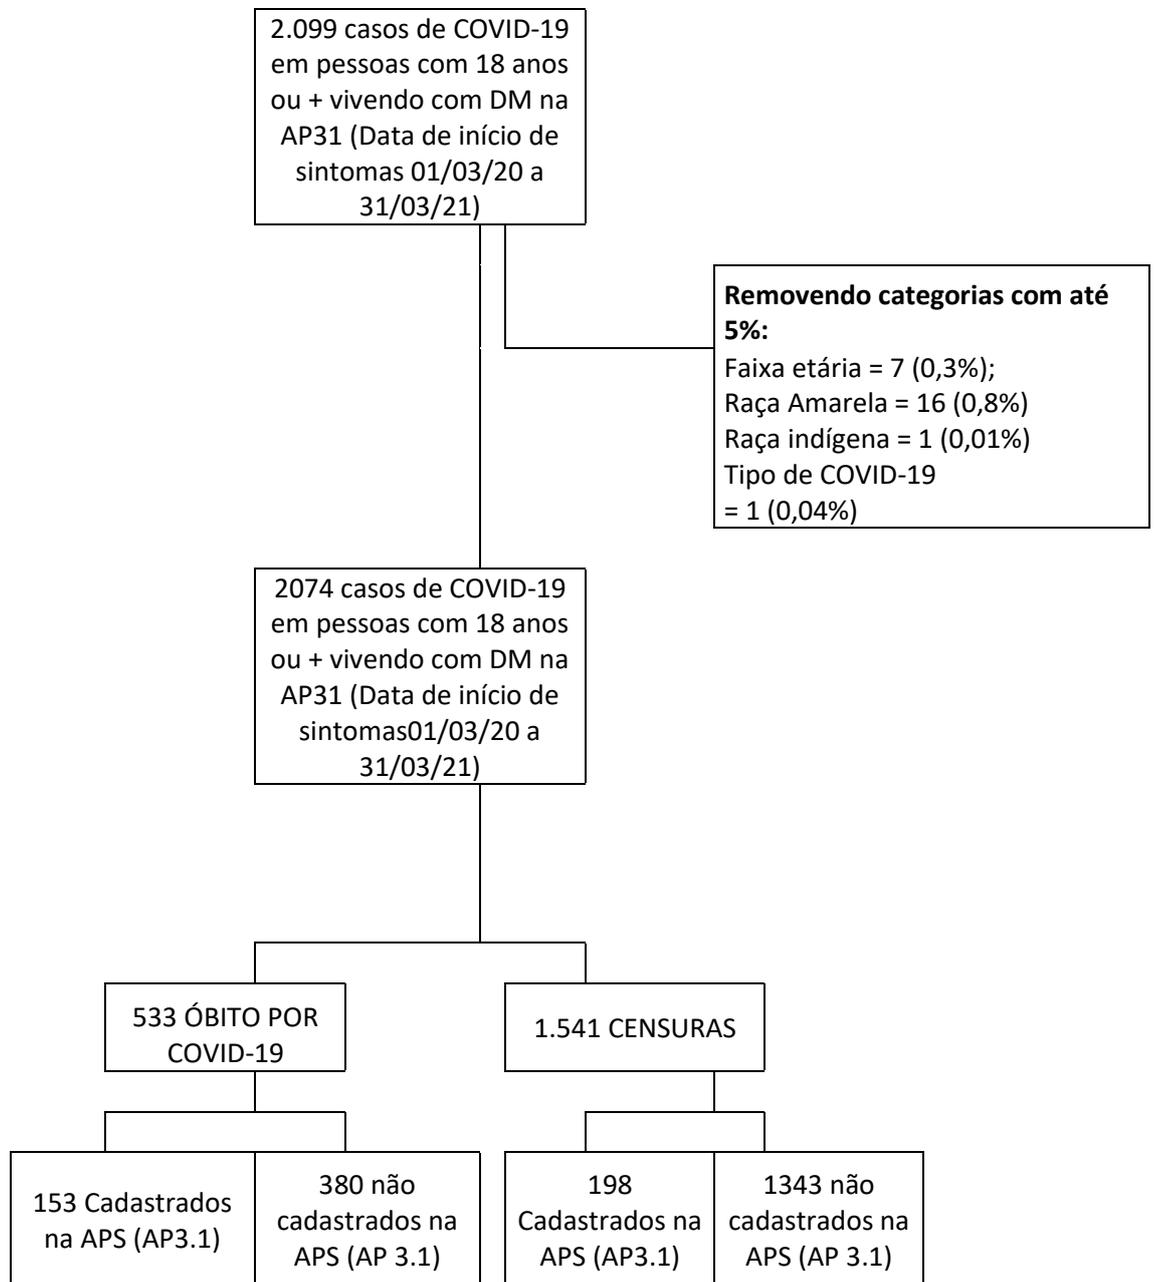 2.099 casos de COVID-19
em pessoas com 18 anos
ou + vivendo com DM na
AP31 (Data de início de
sintomas 01/03/20 a
31/03/21)
Removendo categorias com até
5%:
Faixa etária = 7 (0,3%);
Raça Amarela = 16 (0,8%)
Raça indígena = 1 (0,01%)
Tipo de COVID-19
= 1 (0,04%)
2074 casos de COVID-19
em pessoas com 18 anos
ou + vivendo com DM na
AP31 (Data de início de
sintomas01/03/20 a
31/03/21)
533 ÓBITO POR
COVID-19
1.541 CENSURAS
153 Cadastrados
na APS (AP3.1)
380 não
cadastrados na
APS (AP 3.1)
198
Cadastrados na
APS (AP3.1)
1343 não
cadastrados na
APS (AP 3.1)